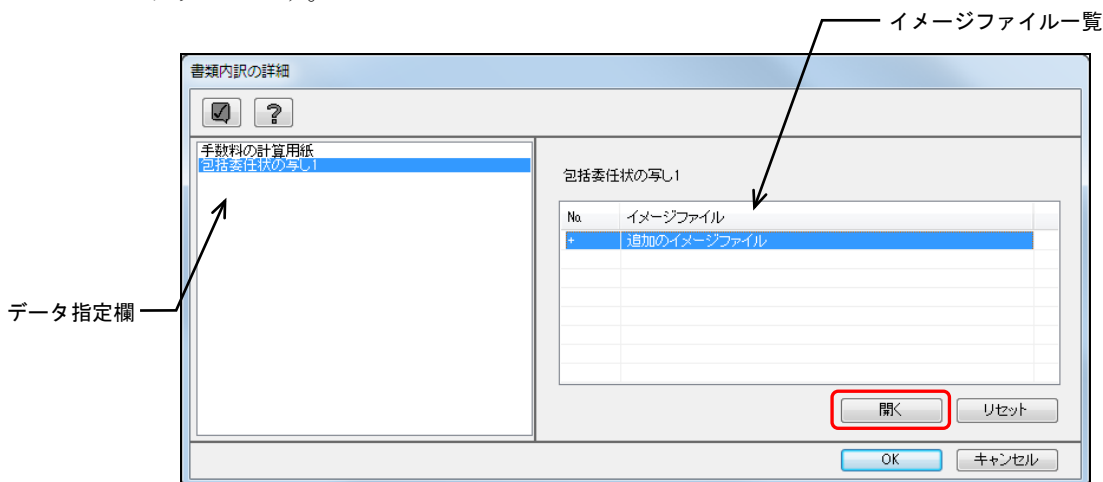 イメージファイル一覧
書類内訳の詳細
手数料の計算用紙
包括委任状の写し1
包括委任状の写し1
No. イメージファイル
+ 追加のイメージファイル
データ指定欄
開く リセット
OK キャンセル